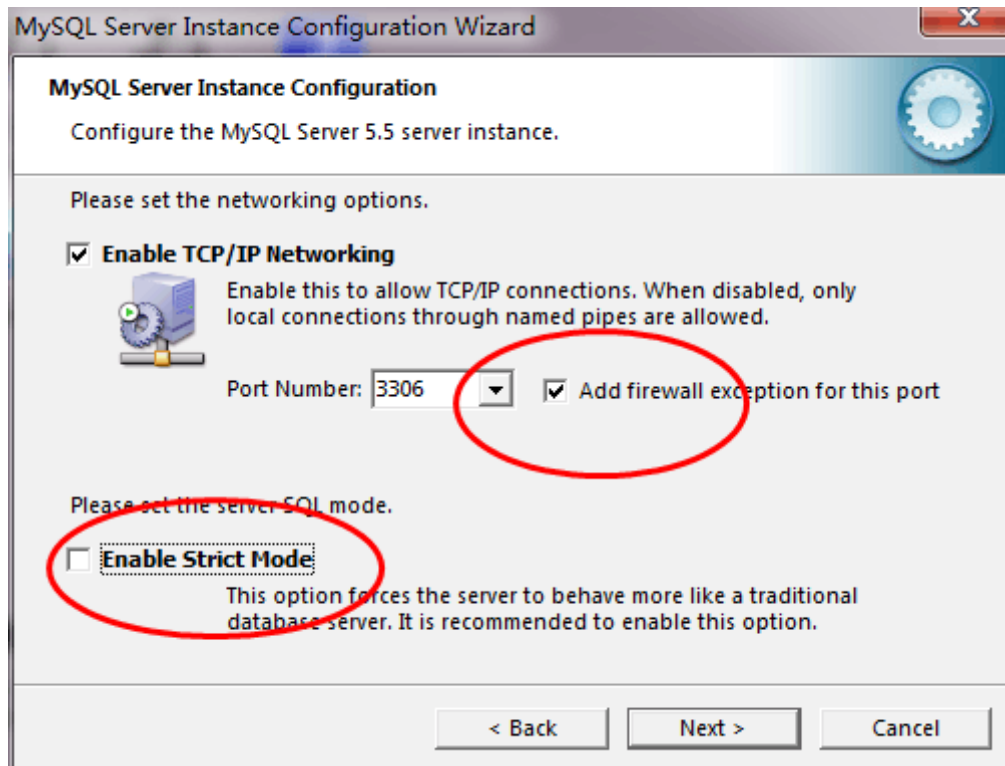 MySQL Server Instance Configuration Wizard
MySQL Server Instance Configuration
Configure the MySQL Server 5.5 server instance.
Please set the networking options.
Enable TCP/IP Networking
Enable this to allow TCP/IP connections. When disabled, only
local connections through named pipes are allowed.
Port Number: 3306 Add firewall exception for this port
Please set the server SQL mode.
Enable Strict Mode
This option forces the server to behave more like a traditional
database server. It is recommended to enable this option.
< Back Next > Cancel